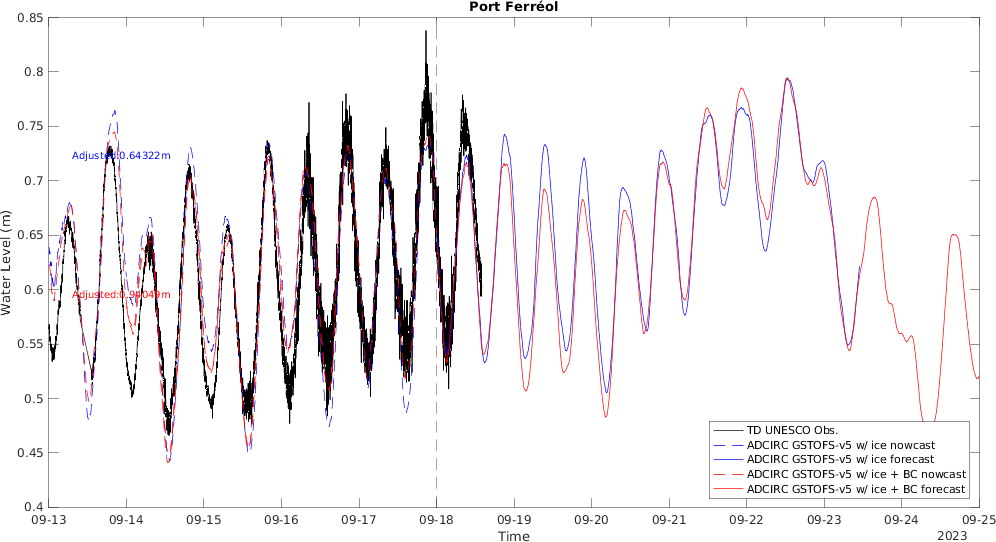 Port Ferréol
0.85
0.8
0.75
0.7
0.65
0.6
0.55
0.5
0.45
0.4
Water Level (m)
Adjusted:0.64322m
Adjusted:0.90049m
TD UNESCO Obs.
ADCIRC GSTOFS-v5 w/ ice nowcast
ADCIRC GSTOFS-v5 w/ ice forecast
ADCIRC GSTOFS-v5 w/ ice + BC nowcast
ADCIRC GSTOFS-v5 w/ ice + BC forecast
09-13 09-14 09-15 09-16 09-17 09-18 09-19 09-20 09-21 09-22 09-23 09-24 09-25
Time
2023